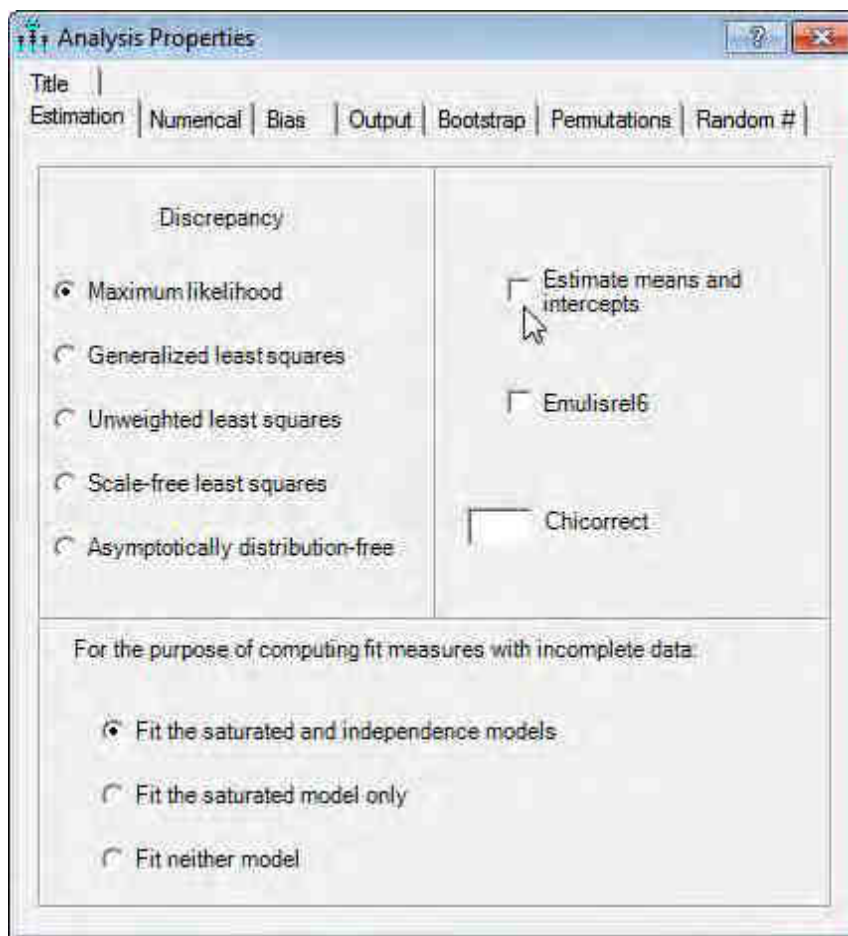 Analysis Properties
?
Title
Estimation Numerical Bias Output Bootstrap Permutations Random #
Discrepancy
Maximum likelihood
Generalized least squares
Unweighted least squares
Scale-free least squares
Asymptotically distribution-free
Estimate means and
intercepts
Emulisrel6
Chicorrect
For the purpose of computing fit measures with incomplete data:
Fit the saturated and independence models
Fit the saturated model only
Fit neither model